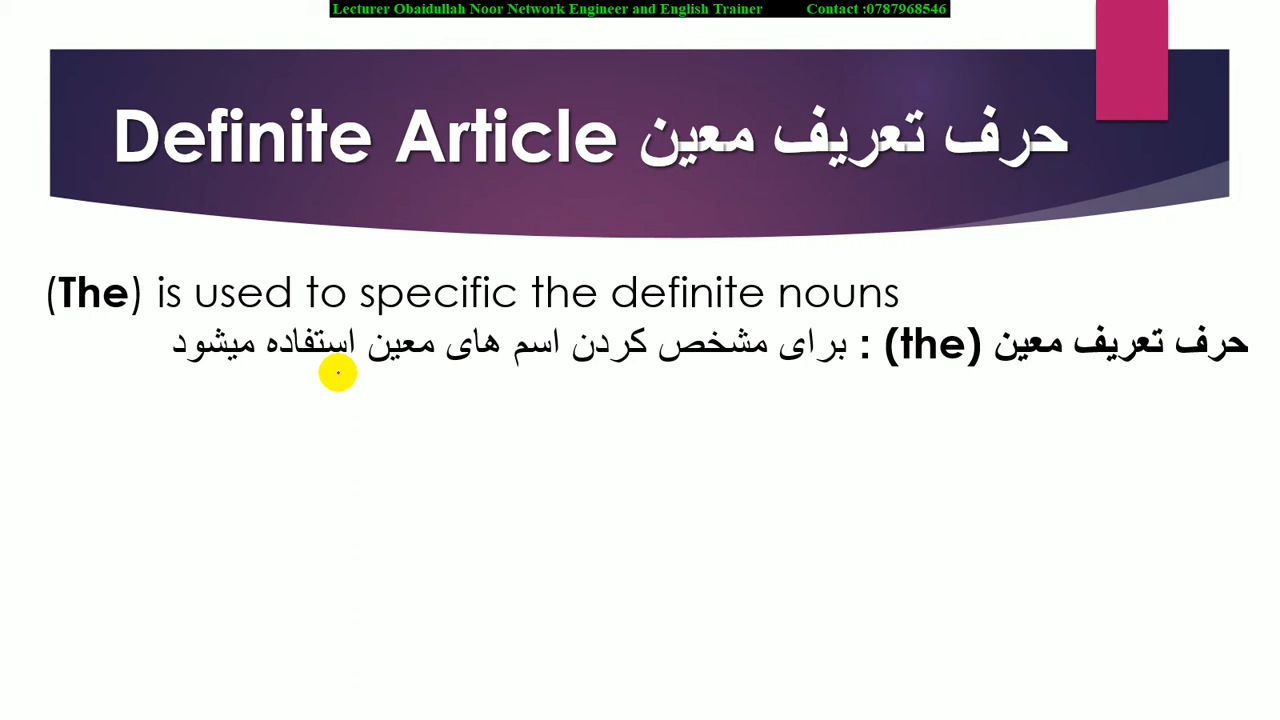 Lecturer Obaidullah Noor Network Engineer and English Trainer Contact :0787968546
Definite Article حرف تعریف معین
(The) is used to specific the definite nouns
حرف تعریف معین (the) : برای مشخص کردن اسم های معین استفاده میشود